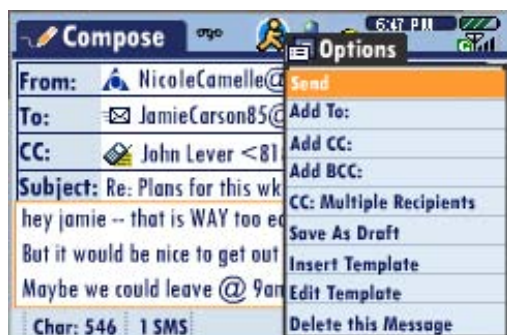 Compose
ogo
6:47 PM
Options
From: NicoleCamelle@
To: JamieCarson85@
CC: John Lever <81
Subject: Re: Plans for this wk
hey jamie -- that is WAY too
But it would be nice to get out
Maybe we could leave @ 9am
Char: 546 1 SMS
Send
Add To:
Add CC:
Add BCC:
CC: Multiple Recipients
Save As Draft
Insert Template
Edit Template
Delete this Message